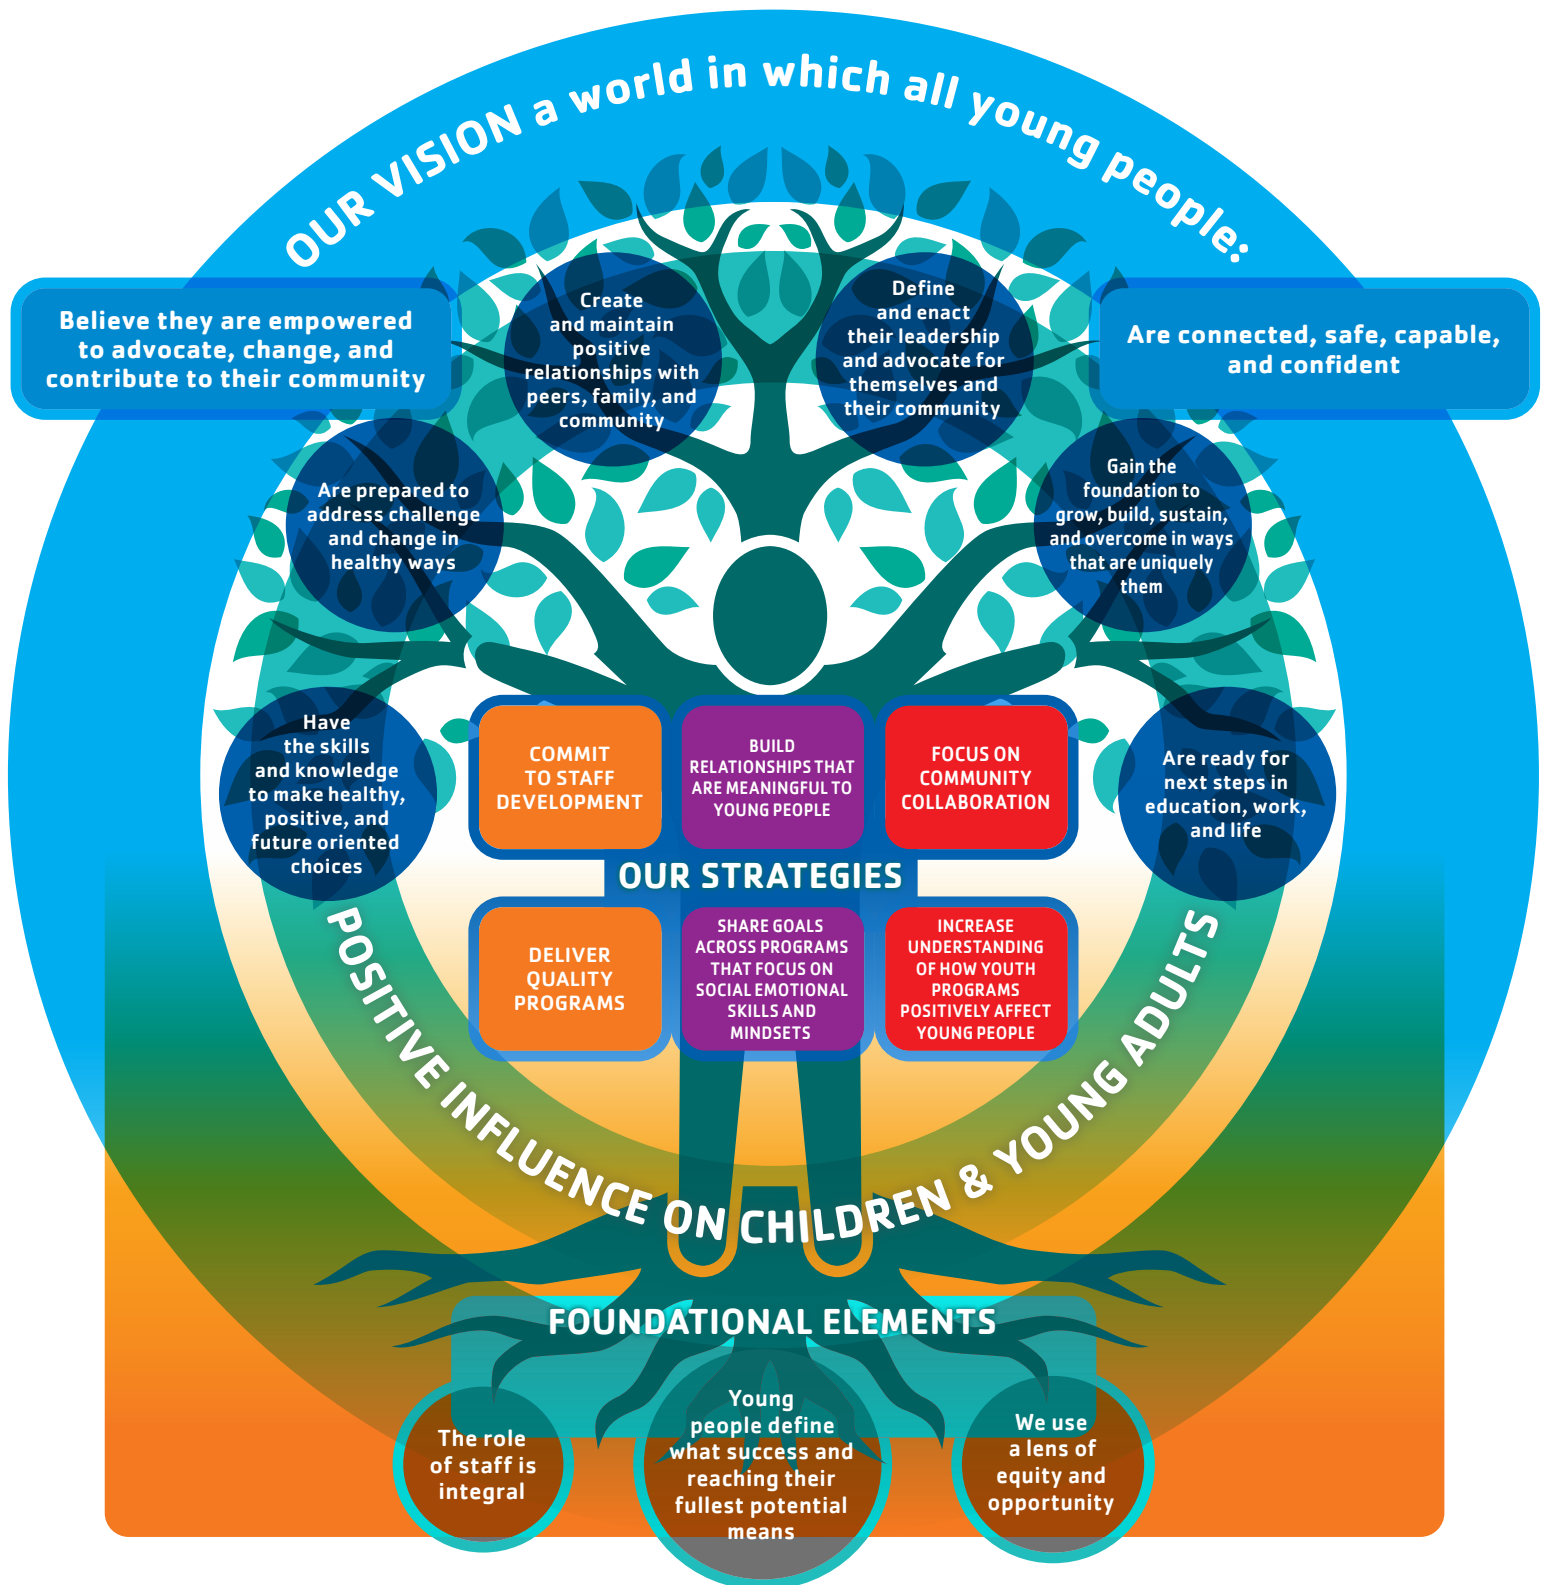 OUR VISION a world in which all young people:
Believe they are empowered
to advocate, change, and
contribute to their community
Are connected, safe, capable,
and confident
Create
and maintain
positive
relationships with
peers, family, and
community
Define
and enact
their leadership
and advocate for
themselves and
their community
Are prepared to
address challenge
and change in
healthy ways
Gain the
foundation to
grow, build, sustain,
and overcome in ways
that are uniquely
them
Have
the skills
and knowledge
to make healthy,
positive, and
future oriented
choices
Are ready for
next steps in
education, work,
and life
COMMIT
TO STAFF
DEVELOPMENT
BUILD
RELATIONSHIPS THAT
ARE MEANINGFUL TO
YOUNG PEOPLE
FOCUS ON
COMMUNITY
COLLABORATION
OUR STRATEGIES
DELIVER
QUALITY
PROGRAMS
SHARE GOALS
ACROSS PROGRAMS
THAT FOCUS ON
SOCIAL EMOTIONAL
SKILLS AND
MINDSETS
INCREASE
UNDERSTANDING
OF HOW YOUTH
PROGRAMS
POSITIVELY AFFECT
YOUNG PEOPLE
POSITIVE INFLUENCE ON CHILDREN & YOUNG ADULTS
FOUNDATIONAL ELEMENTS
The role
of staff is
integral
Young
people define
what success and
reaching their
fullest potential
means
We use
a lens of
equity and
opportunity